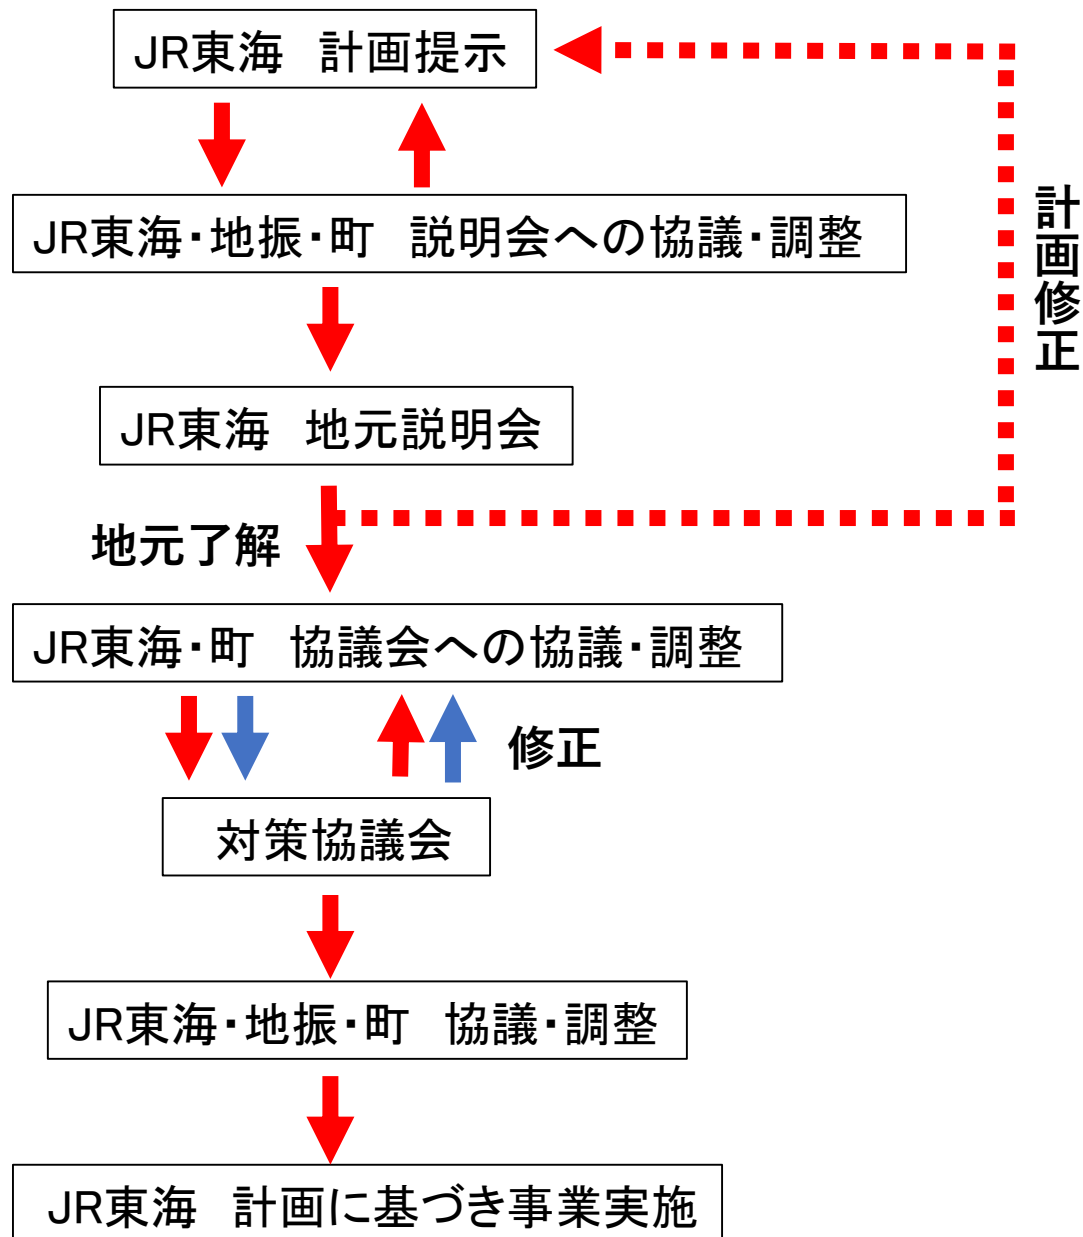 JR東海　計画提示
JR東海・地振・町　説明会への協議・調整
計画修正
JR東海　地元説明会
地元了解
JR東海・町　協議会への協議・調整
修正
対策協議会
JR東海・地振・町　協議・調整
JR東海　計画に基づき事業実施